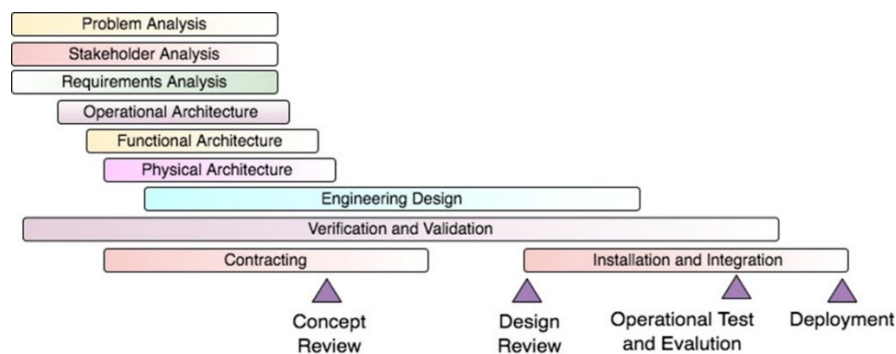 Problem Analysis
Stakeholder Analysis
Requirements Analysis
Operational Architecture
Functional Architecture
Physical Architecture
Engineering Design
Verification and Validation
Contracting
Installation and Integration
Concept
Review
Design
Review
Operational Test
and Evalution
Deployment